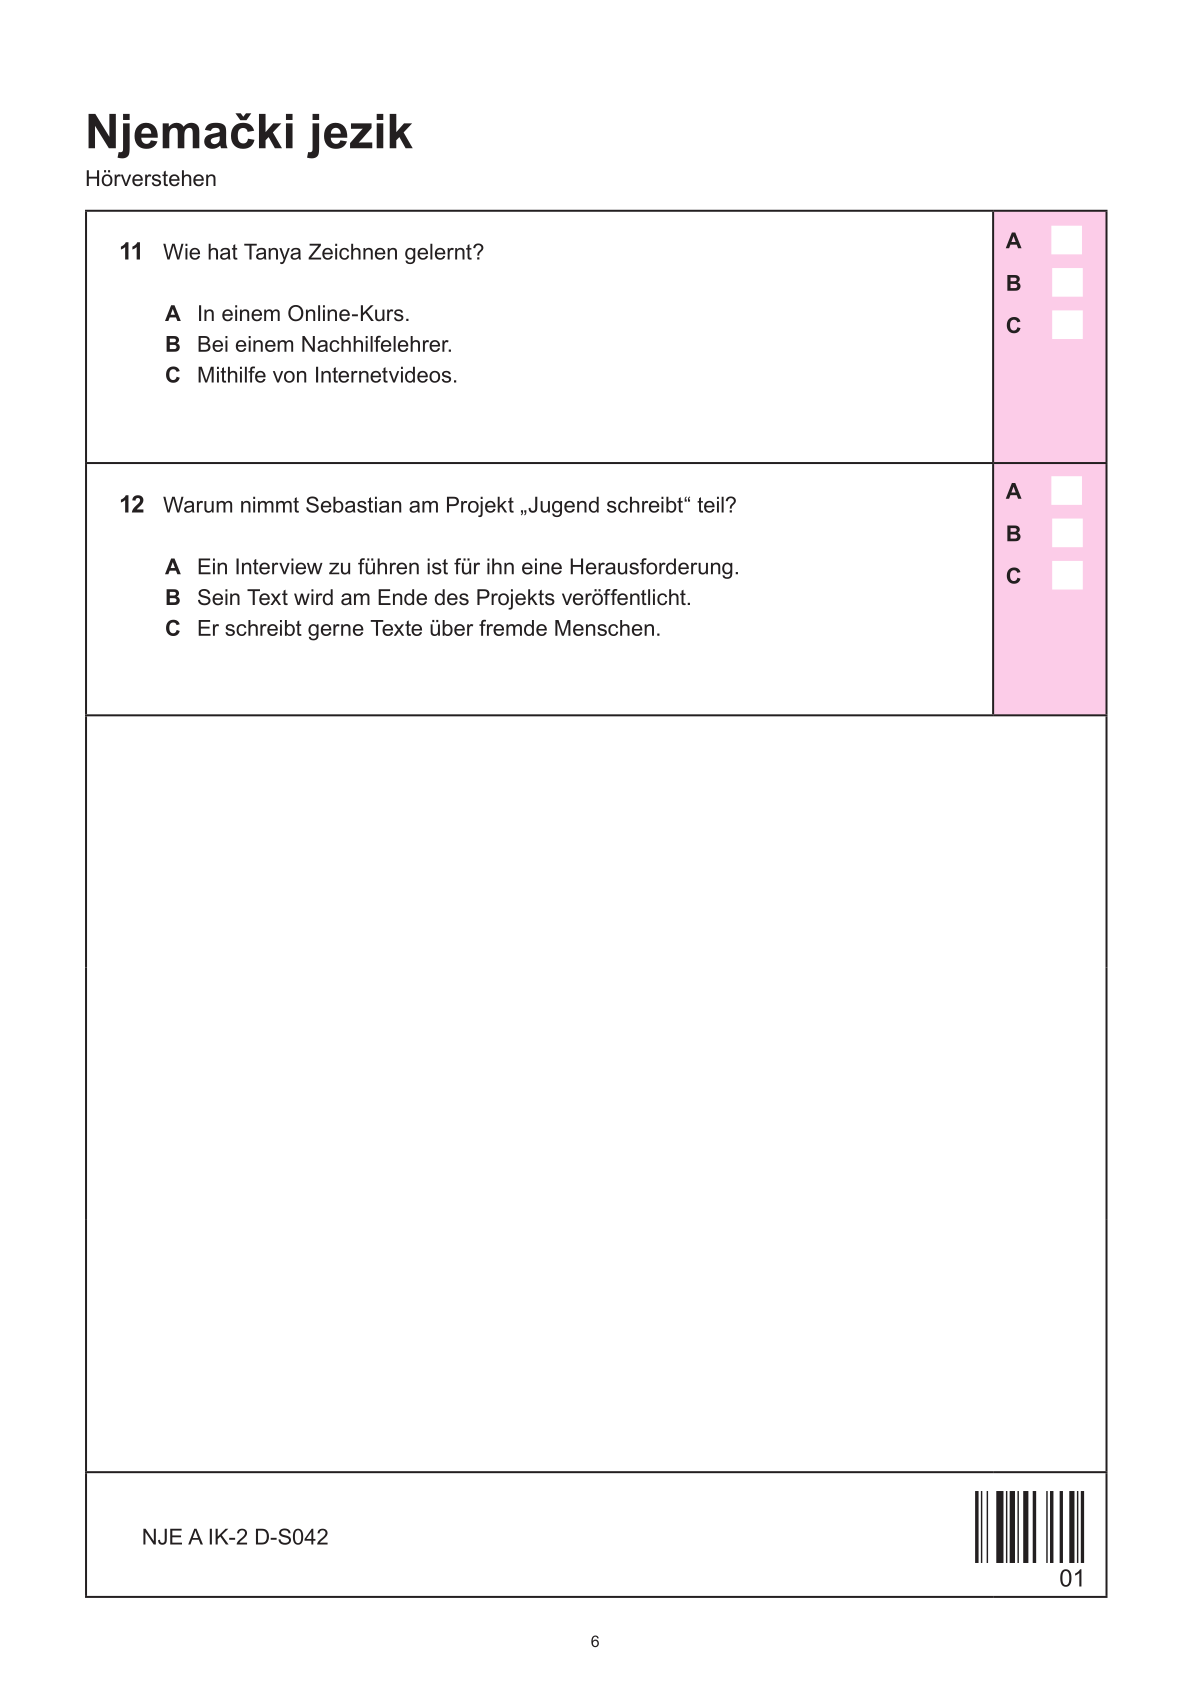 Njemački jezik
Hörverstehen
11 Wie hat Tanya Zeichnen gelernt?
A In einem Online-Kurs.
B Bei einem Nachhilfelehrer.
C Mithilfe von Internetvideos.
A
B
C
12 Warum nimmt Sebastian am Projekt „Jugend schreibt“ teil?
A Ein Interview zu führen ist für ihn eine Herausforderung.
B Sein Text wird am Ende des Projekts veröffentlicht.
C Er schreibt gerne Texte über fremde Menschen.
A
B
C
NJE A IK-2 D-S042
01
6